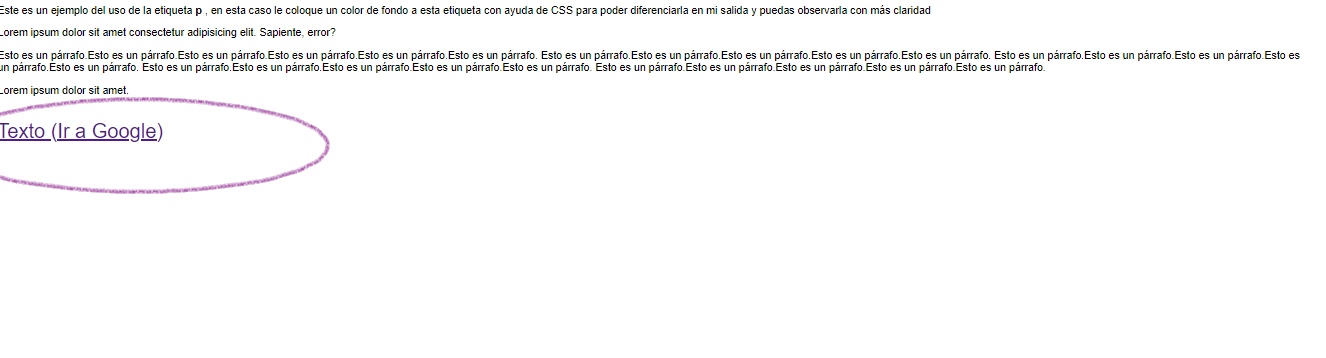 Este es un ejemplo del uso de la etiqueta p , en esta caso le coloque un color de fondo a esta etiqueta con ayuda de CSS para poder diferenciarla en mi salida y puedas observarla con más claridad
Lorem ipsum dolor sit amet consectetur adipisicing elit. Sapiente, error?
Esto es un párrafo.Esto es un párrafo.Esto es un párrafo.Esto es un párrafo.Esto es un párrafo.Esto es un párrafo. Esto es un párrafo.Esto es un párrafo.Esto es un párrafo.Esto es un párrafo.Esto es un párrafo. Esto es un párrafo.Esto es un párrafo.Esto es un párrafo.Esto es
un párrafo.Esto es un párrafo. Esto es un párrafo.Esto es un párrafo.Esto es un párrafo.Esto es un párrafo.Esto es un párrafo. Esto es un párrafo.Esto es un párrafo.Esto es un párrafo.Esto es un párrafo.Esto es un párrafo.
Lorem ipsum dolor sit amet.
Texto (Ir a Google)